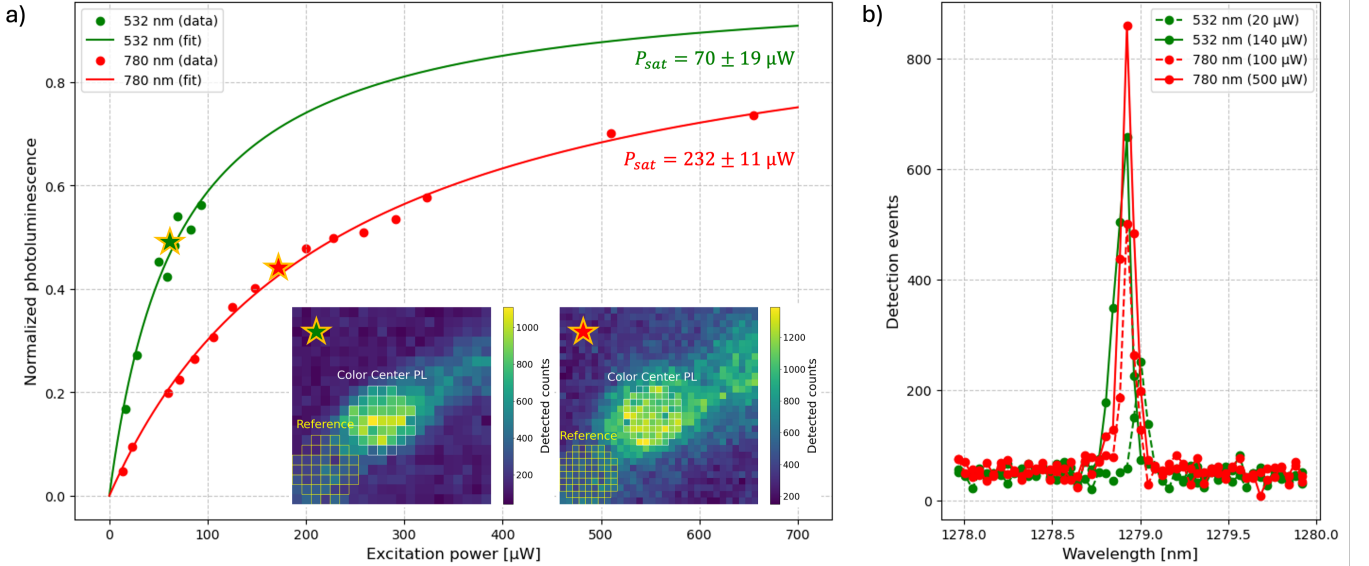 a)
532 nm (data)
532 nm (fit)
780 nm (data)
780 nm (fit)
P_sat = 70 ± 19 μW
P_sat = 232 ± 11 μW
Normalized photoluminescence
0.8
0.6
0.4
0.2
0.0
0 100 200 300 400 500 600 700
Excitation power [μW]
Color Center PL
Reference
1000
800
600
400
200
Detected counts
Color Center PL
Reference
1200
1000
800
600
400
200
Detected counts
b)
532 nm (20 μW)
532 nm (140 μW)
780 nm (100 μW)
780 nm (500 μW)
Detection events
800
600
400
200
0
1278.0 1278.5 1279.0 1279.5 1280.0
Wavelength [nm]